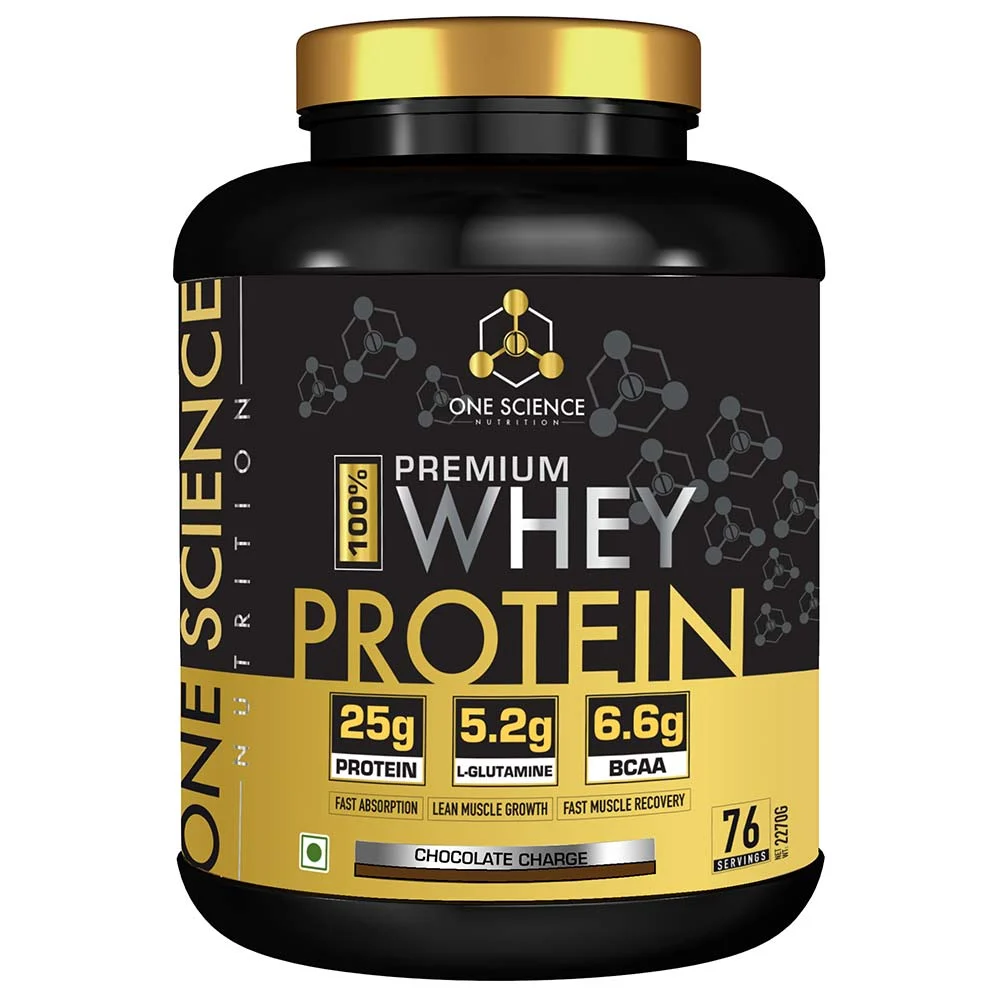 ONE SCIENCE
NUTRITION
ONE SCIENCE
NUTRITION
100%
PREMIUM
WHEY
PROTEIN
25g
PROTEIN
5.2g
L-GLUTAMINE
6.6g
BCAA
FAST ABSORPTION
LEAN MUSCLE GROWTH
FAST MUSCLE RECOVERY
CHOCOLATE CHARGE
76
SERVINGS
NET
WT: 2270G